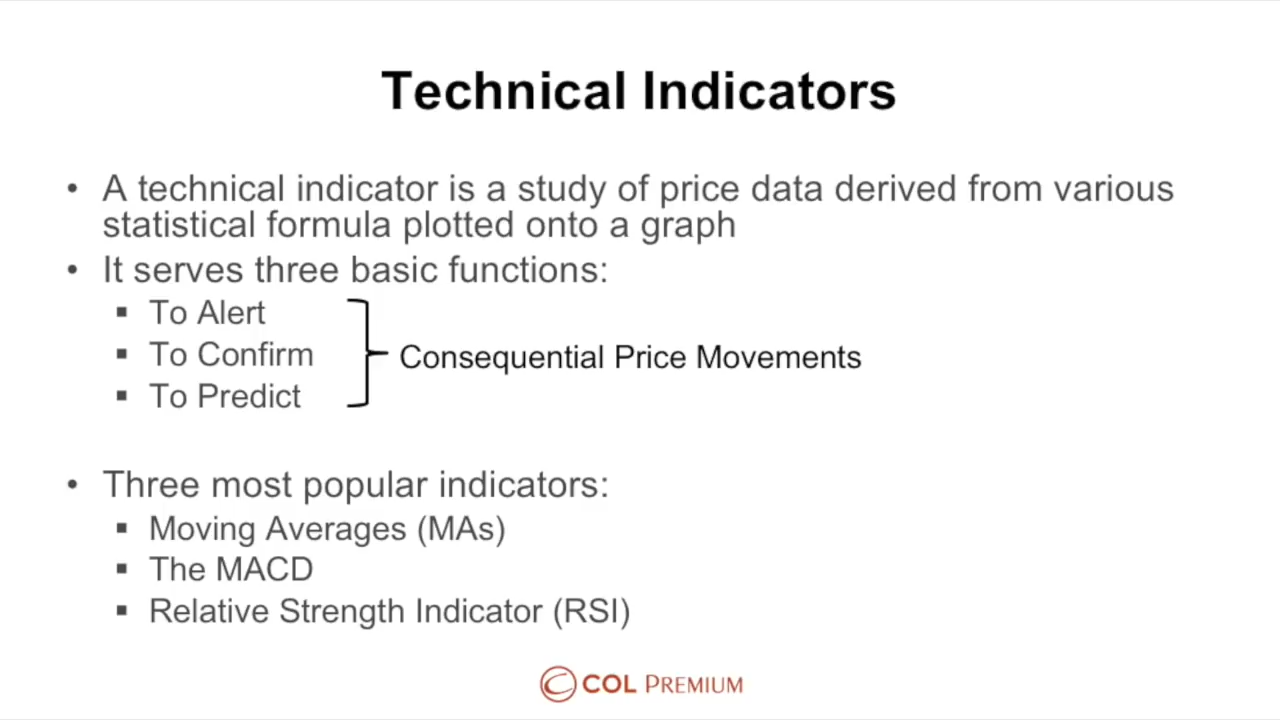 Technical Indicators
• A technical indicator is a study of price data derived from various
statistical formula plotted onto a graph
• It serves three basic functions:
▪ To Alert
▪ To Confirm
▪ To Predict
Consequential Price Movements
• Three most popular indicators:
▪ Moving Averages (MAs)
▪ The MACD
▪ Relative Strength Indicator (RSI)
COL PREMIUM